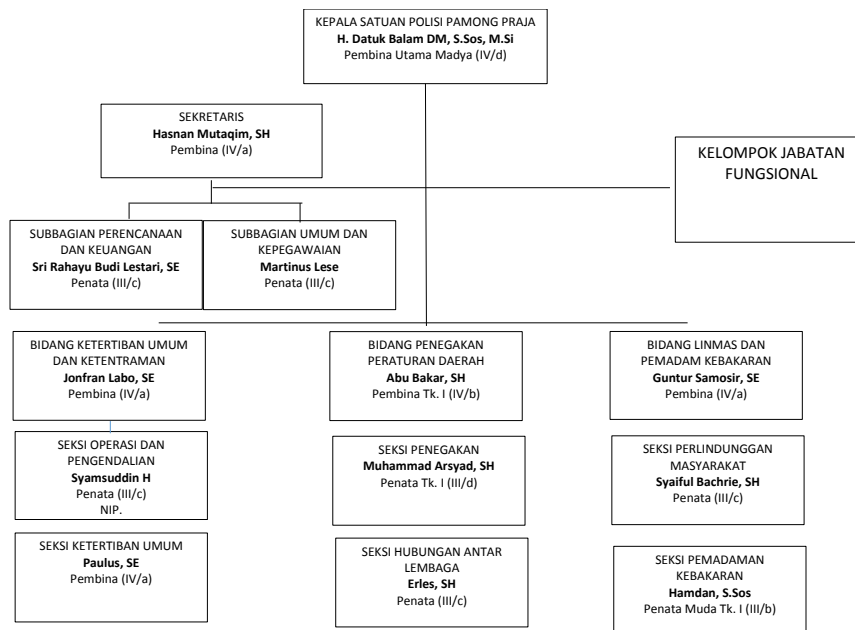 KEPALA SATUAN POLISI PAMONG PRAJA
H. Datuk Balam DM, S.Sos, M.Si
Pembina Utama Madya (IV/d)
SEKRETARIS
Hasnan Mutaqim, SH
Pembina (IV/a)
KELOMPOK JABATAN
FUNGSIONAL
SUBBAGIAN PERENCANAAN
DAN KEUANGAN
Sri Rahayu Budi Lestari, SE
Penata (III/c)
SUBBAGIAN UMUM DAN
KEPEGAWAIAN
Martinus Lese
Penata (III/c)
BIDANG KETERTIBAN UMUM
DAN KETENTRAMAN
Jonfran Labo, SE
Pembina (IV/a)
BIDANG PENEGAKAN
PERATURAN DAERAH
Abu Bakar, SH
Pembina Tk. I (IV/b)
BIDANG LINMAS DAN
PEMADAM KEBAKARAN
Guntur Samosir, SE
Pembina (IV/a)
SEKSI OPERASI DAN
PENGENDALIAN
Syamsuddin H
Penata (III/c)
NIP.
SEKSI PENEGAKAN
Muhammad Arsyad, SH
Penata Tk. I (III/d)
SEKSI PERLINDUNGGAN
MASYARAKAT
Syaiful Bachrie, SH
Penata (III/c)
SEKSI KETERTIBAN UMUM
Paulus, SE
Pembina (IV/a)
SEKSI HUBUNGAN ANTAR
LEMBAGA
Erles, SH
Penata (III/c)
SEKSI PEMADAMAN
KEBAKARAN
Hamdan, S.Sos
Penata Muda Tk. I (III/b)